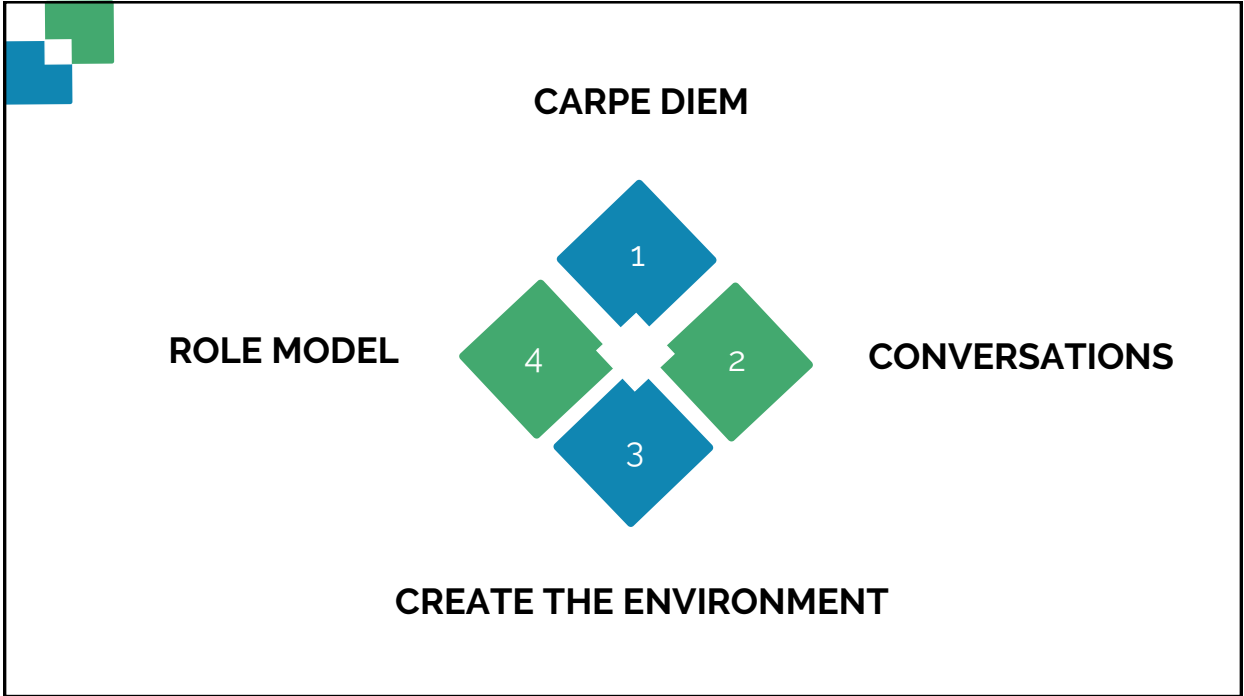 CARPE DIEM
1
ROLE MODEL
4
2
CONVERSATIONS
3
CREATE THE ENVIRONMENT